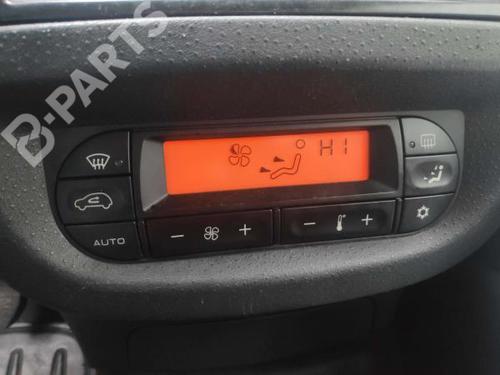 B-PARTS
HI
AUTO
- +
- +